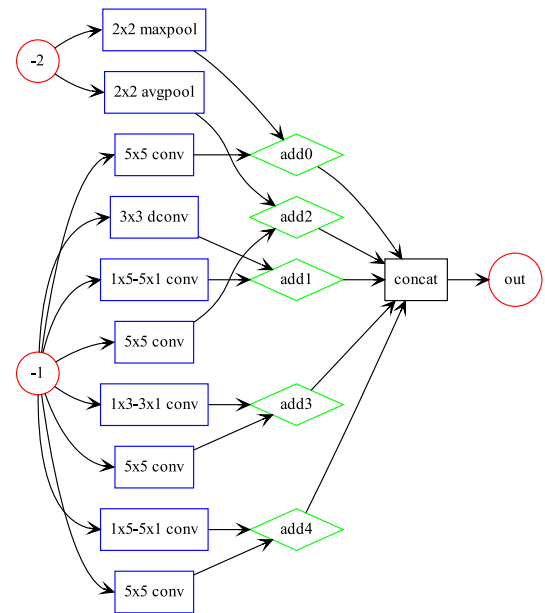 2x2 maxpool
-2
2x2 avgpool
5x5 conv
add0
3x3 dconv
add2
1x5-5x1 conv
add1
concat
out
5x5 conv
-1
1x3-3x1 conv
add3
5x5 conv
1x5-5x1 conv
add4
5x5 conv